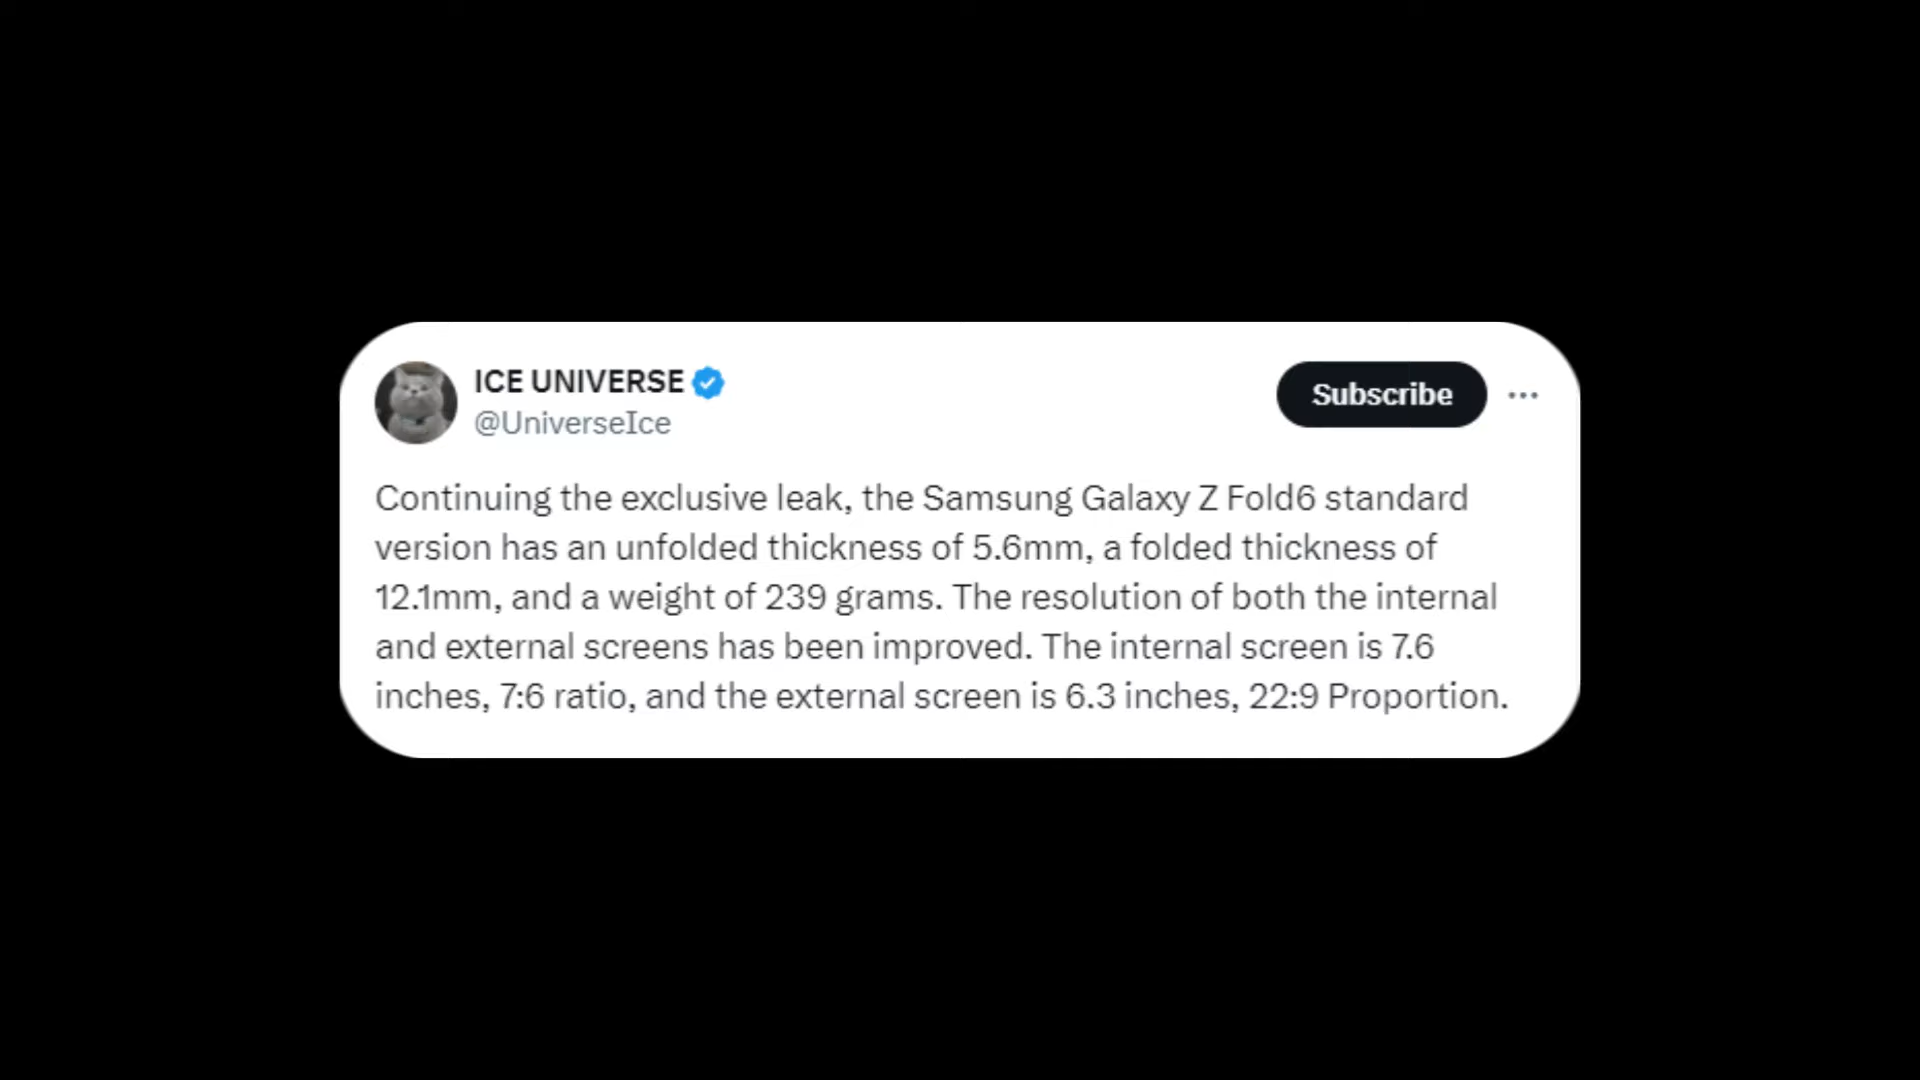 ICE UNIVERSE
@UniverseIce
Subscribe
Continuing the exclusive leak, the Samsung Galaxy Z Fold6 standard
version has an unfolded thickness of 5.6mm, a folded thickness of
12.1mm, and a weight of 239 grams. The resolution of both the internal
and external screens has been improved. The internal screen is 7.6
inches, 7:6 ratio, and the external screen is 6.3 inches, 22:9 Proportion.